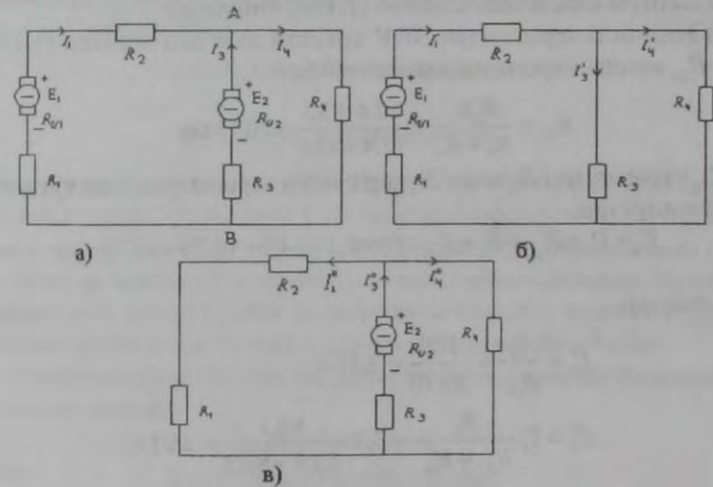 A
I₁ R₂ I₃ I₄
+ E₁ Rᵤ₁ −
+ E₂ Rᵤ₂ −
R₁ R₃ R₄
B
а)
I₁ R₂ I₃' I₄'
+ E₁ Rᵤ₁ −
R₁ R₃ R₄
б)
R₂ I₁" I₃" I₄"
+ E₂ Rᵤ₂ −
R₁ R₃ R₄
в)